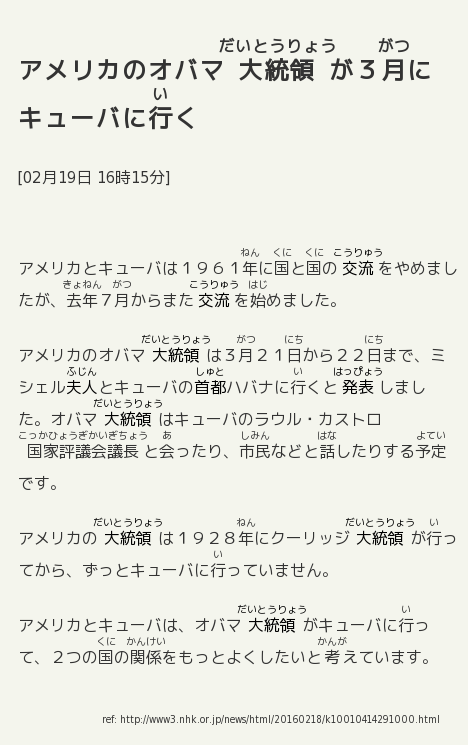 だいとうりょう がつ
アメリカのオバマ 大統領 が３月に
い
キューバに行く
[02月19日 16時15分]
ねん くに くに こうりゅう
アメリカとキューバは１９６１年に国と国の 交流 をやめまし
きょねん がつ こうりゅう はじ
たが、去年７月からまた 交流 を始めました。
だいとうりょう がつ にち にち
アメリカのオバマ 大統領 は３月２１日から２２日まで、ミ
ふじん しゅと い はっぴょう
シェル夫人とキューバの首都ハバナに行くと 発表 しまし
だいとうりょう
た。オバマ 大統領 はキューバのラウル・カストロ
こっかひょうぎかいぎちょう あ しみん はな よてい
国家評議会議長 と会ったり、市民などと話したりする予定
です。
だいとうりょう ねん だいとうりょう い
アメリカの 大統領 は１９２８年にクーリッジ 大統領 が行っ
い
てから、ずっとキューバに行っていません。
だいとうりょう い
アメリカとキューバは、オバマ 大統領 がキューバに行っ
くに かんけい かんが
て、２つの国の関係をもっとよくしたいと考えています。
ref: http://www3.nhk.or.jp/news/html/20160218/k10010414291000.html